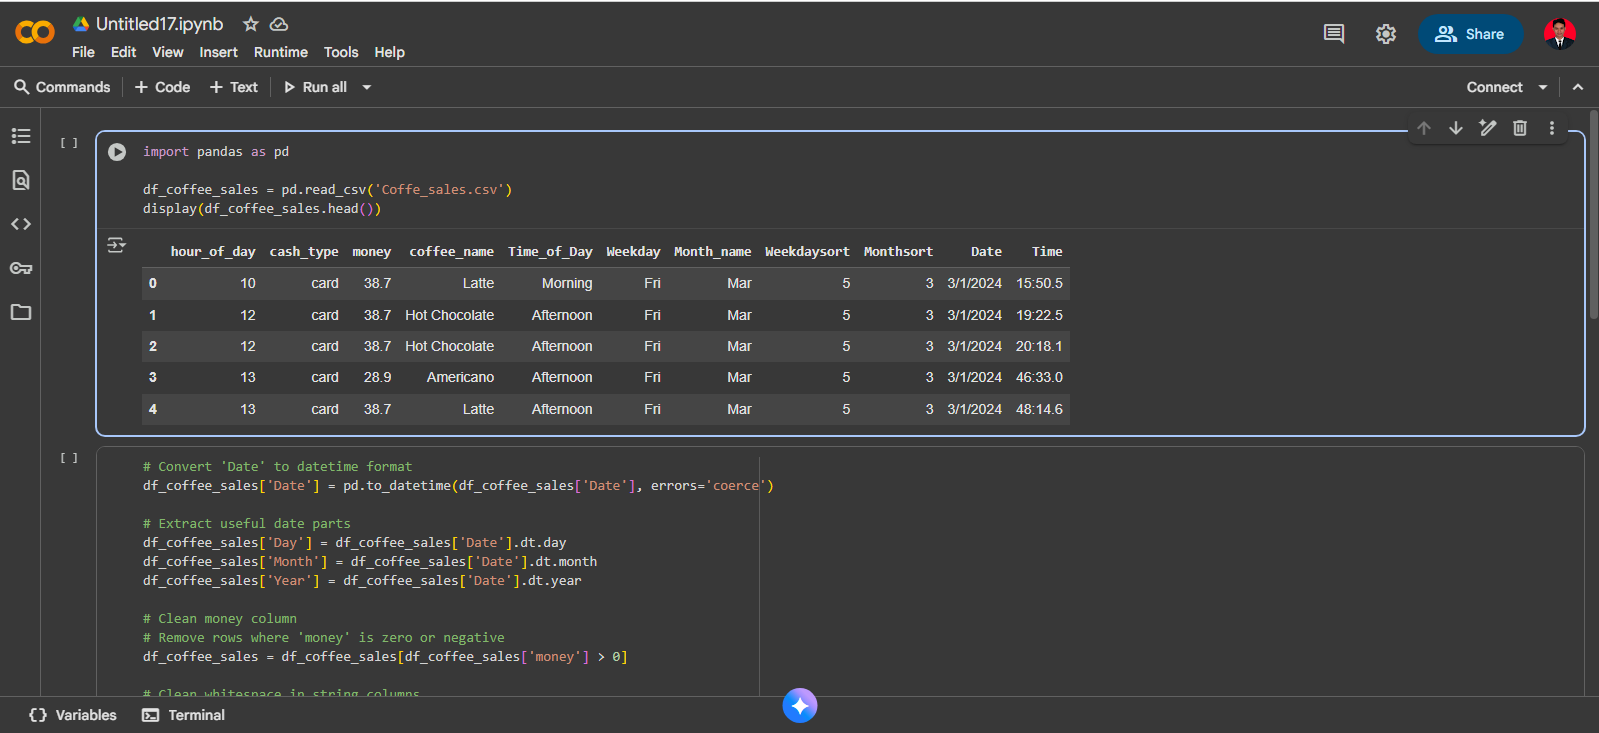 Untitled17.ipynb
File Edit View Insert Runtime Tools Help
Share
Commands + Code + Text Run all
Connect
[ ]
import pandas as pd
df_coffee_sales = pd.read_csv('Coffe_sales.csv')
display(df_coffee_sales.head())
hour_of_day cash_type money coffee_name Time_of_Day Weekday Month_name Weekdaysort Monthsort Date Time
0 10 card 38.7 Latte Morning Fri Mar 5 3 3/1/2024 15:50.5
1 12 card 38.7 Hot Chocolate Afternoon Fri Mar 5 3 3/1/2024 19:22.5
2 12 card 38.7 Hot Chocolate Afternoon Fri Mar 5 3 3/1/2024 20:18.1
3 13 card 28.9 Americano Afternoon Fri Mar 5 3 3/1/2024 46:33.0
4 13 card 38.7 Latte Afternoon Fri Mar 5 3 3/1/2024 48:14.6
[ ]
# Convert 'Date' to datetime format
df_coffee_sales['Date'] = pd.to_datetime(df_coffee_sales['Date'], errors='coerce')
# Extract useful date parts
df_coffee_sales['Day'] = df_coffee_sales['Date'].dt.day
df_coffee_sales['Month'] = df_coffee_sales['Date'].dt.month
df_coffee_sales['Year'] = df_coffee_sales['Date'].dt.year
# Clean money column
# Remove rows where 'money' is zero or negative
df_coffee_sales = df_coffee_sales[df_coffee_sales['money'] > 0]
# Clean whitespace in string columns
Variables Terminal